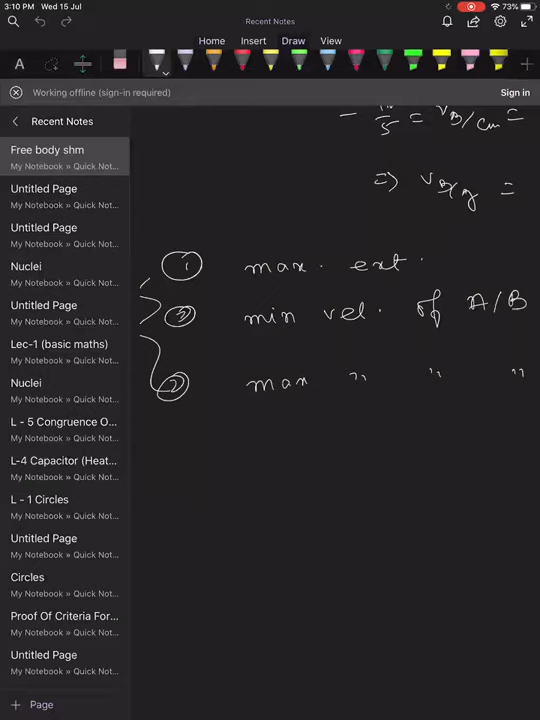 3:10 PM Wed 15 Jul
73%
Recent Notes
Home Insert Draw View
A
Working offline (sign-in required) Sign in
Recent Notes
Free body shm
My Notebook » Quick Not...
Untitled Page
My Notebook » Quick Not...
Untitled Page
My Notebook » Quick Not...
Nuclei
My Notebook » Quick Not...
Untitled Page
My Notebook » Quick Not...
Lec-1 (basic maths)
My Notebook » Quick Not...
Nuclei
My Notebook » Quick Not...
L - 5 Congruence O...
My Notebook » Quick Not...
L-4 Capacitor (Heat...
My Notebook » Quick Not...
L - 1 Circles
My Notebook » Quick Not...
Untitled Page
My Notebook » Quick Not...
Circles
My Notebook » Quick Not...
Proof Of Criteria For...
My Notebook » Quick Not...
Untitled Page
My Notebook » Quick Not...
+ Page
5 = VB/cm =
=> V =
1 max. ext.
3 min vel. of A/B
2 max " " "